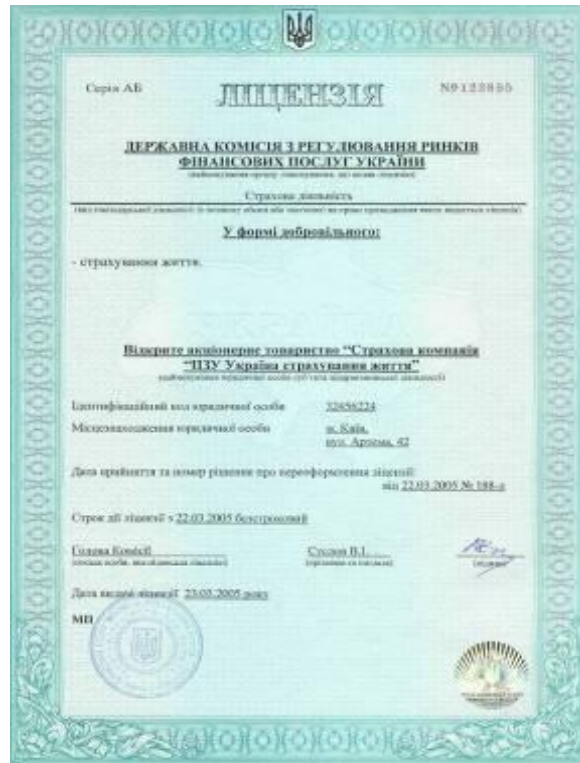 Серія АБ
ЛІЦЕНЗІЯ
№123855
ДЕРЖАВНА КОМІСІЯ З РЕГУЛЮВАННЯ РИНКІВ
ФІНАНСОВИХ ПОСЛУГ УКРАЇНИ
Страхова діяльність
У формі добровільного:
- страхування життя.
Відкрите акціонерне товариство “Страхова компанія
“ПЗУ Україна страхування життя”
Ідентифікаційний код юридичної особи 32456224
Місцезнаходження юридичної особи м. Київ,
вул. Артема, 42
Дата прийняття та номер рішення про переоформлення ліцензії
від 22.03.2005 № 188-л
Строк дії ліцензії з 22.03.2005 безстроковий
Голова Комісії Суслов В.І.
Дата видачі ліцензії 23.03.2005 року
МП